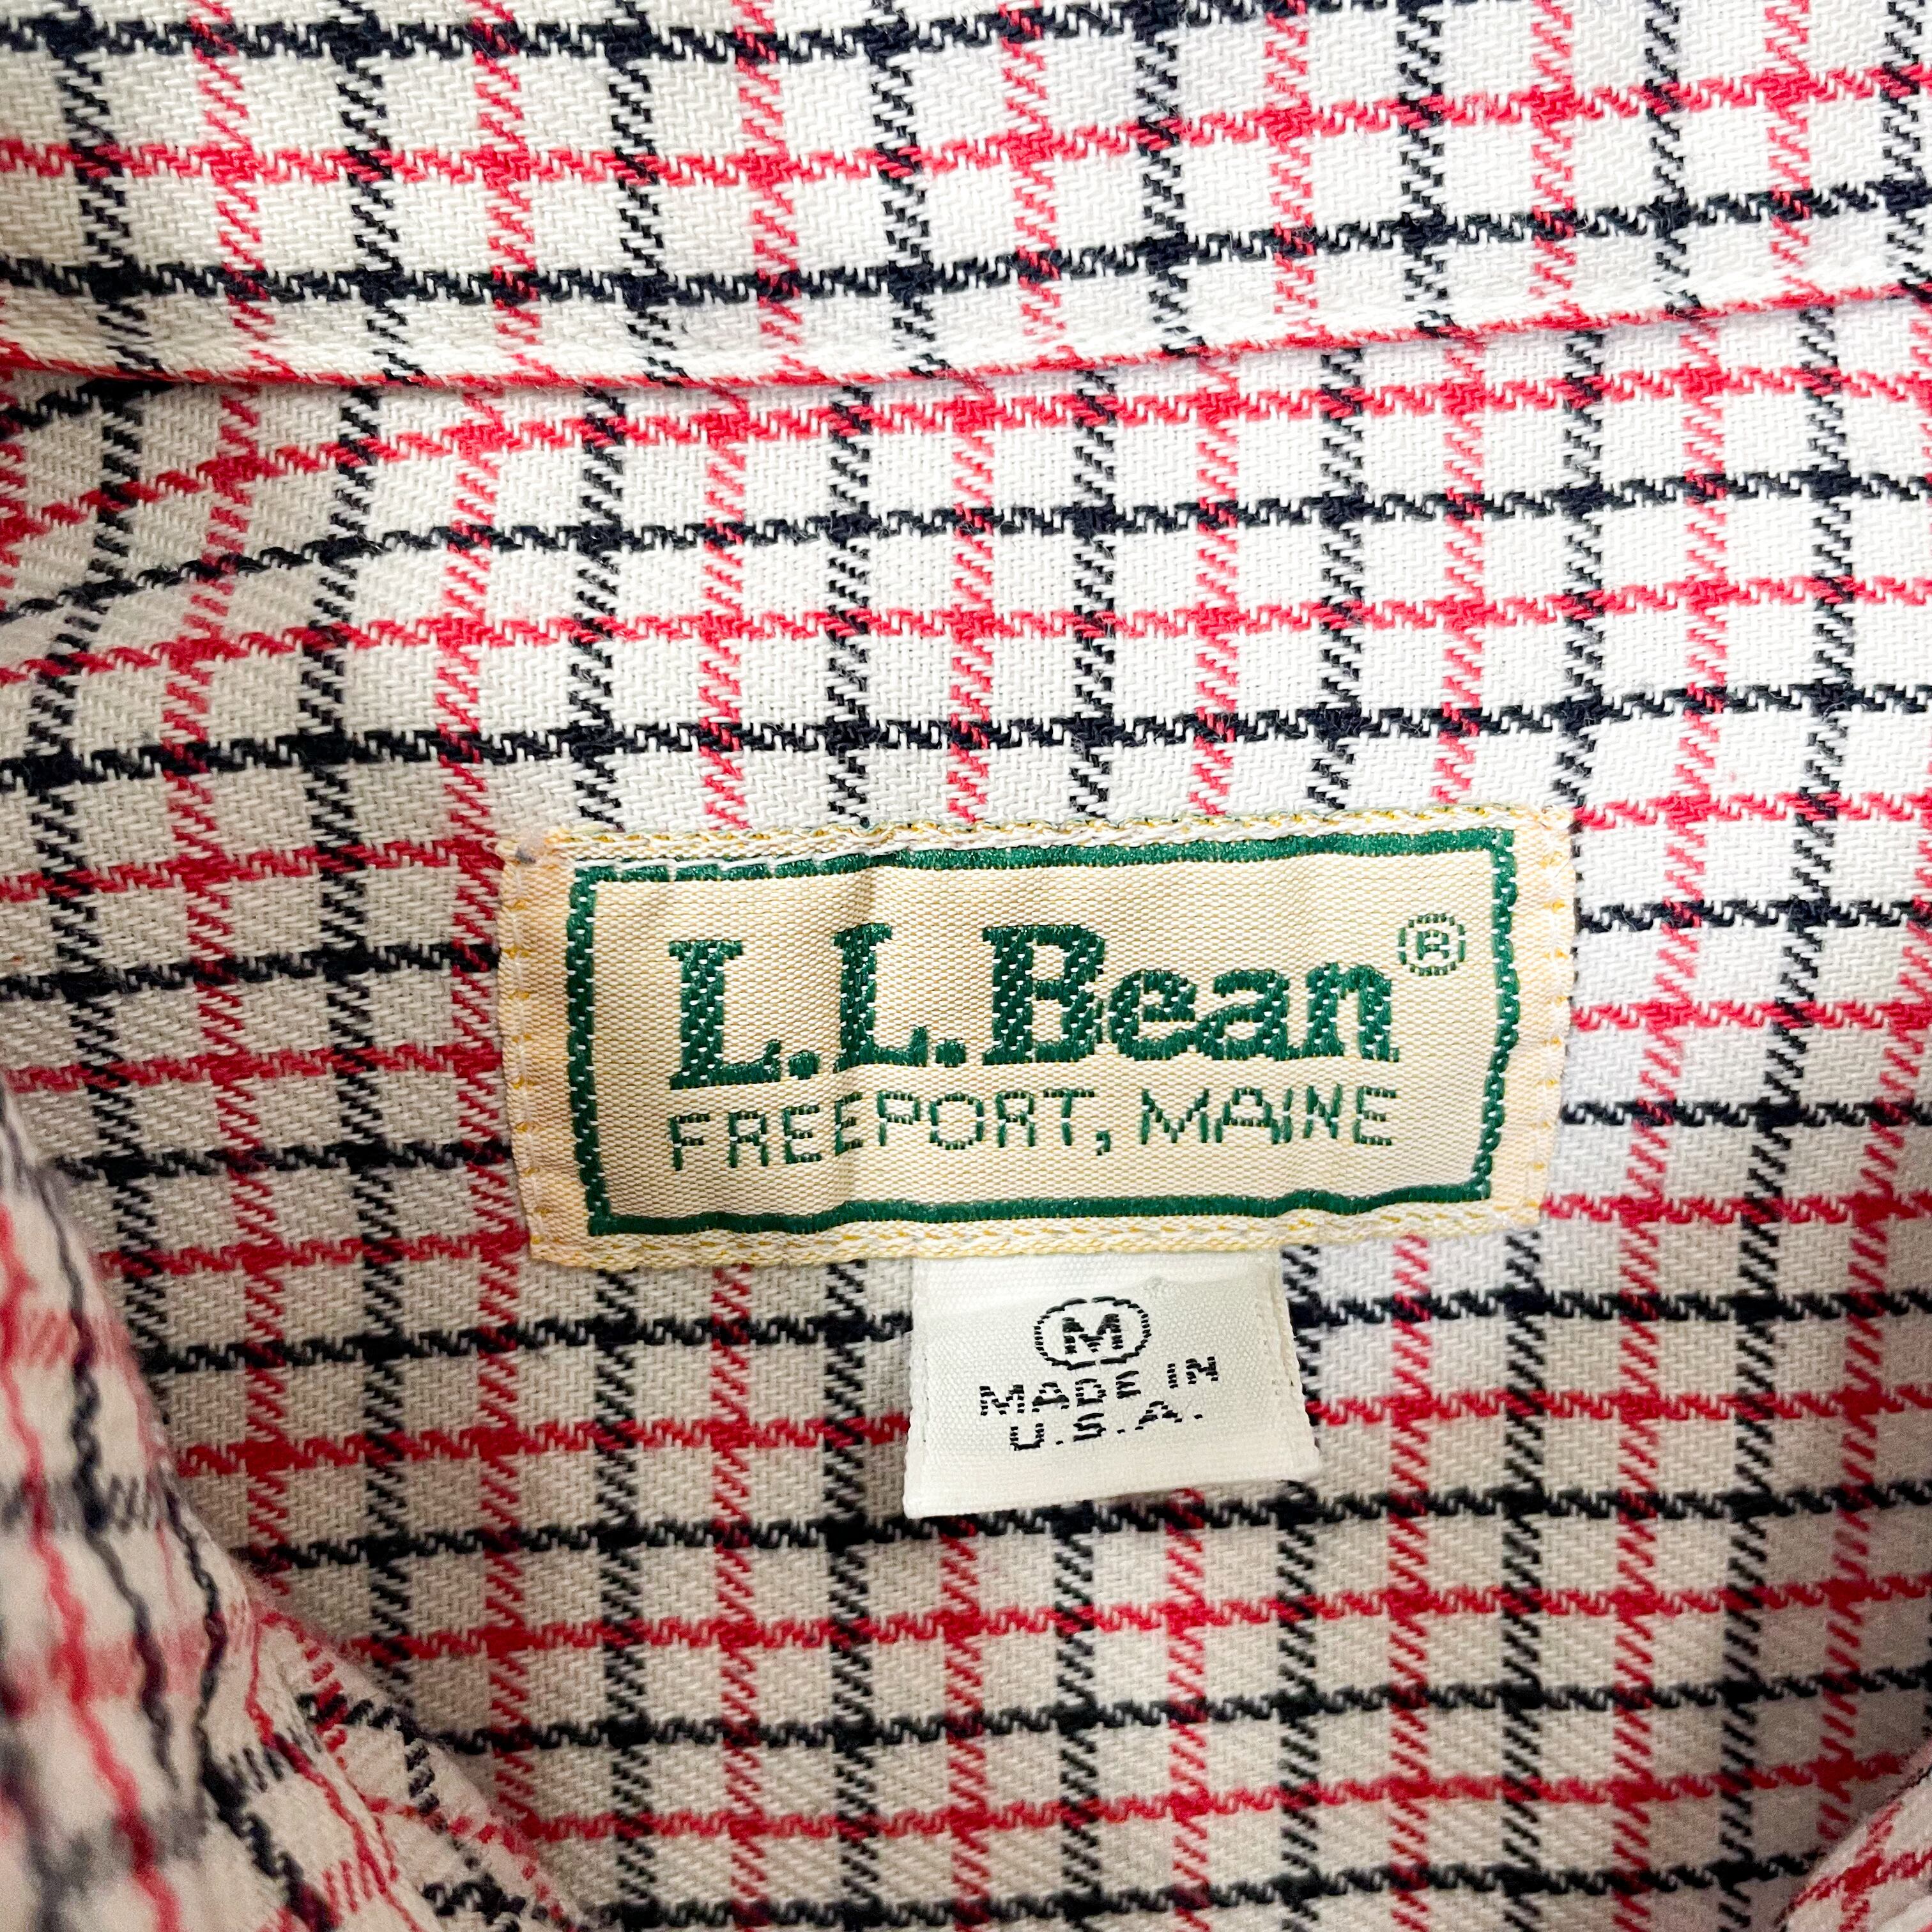 L.L.Bean®
FREEPORT, MAINE
M
MADE IN
U.S.A.